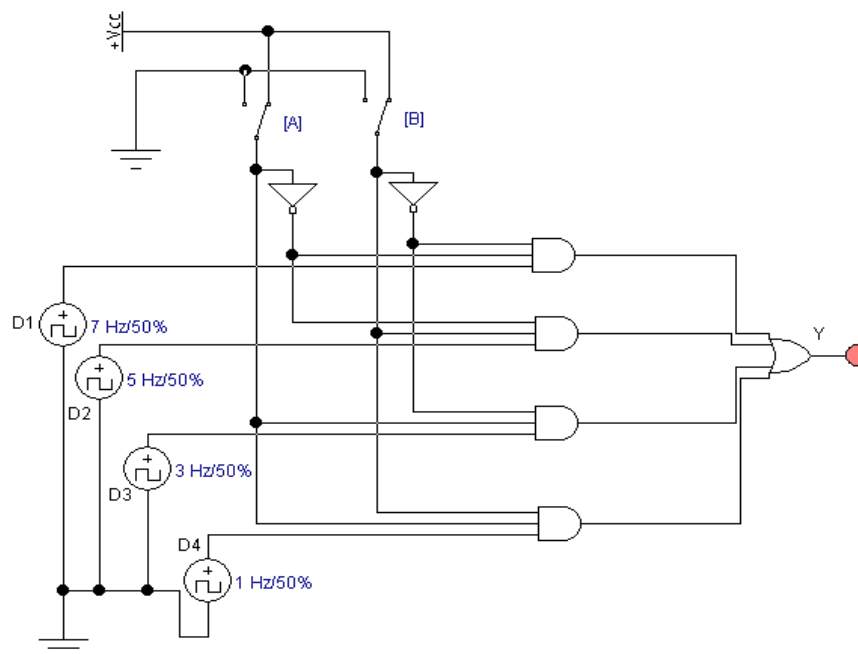 +Vcc
[A]
[B]
D1
7 Hz/50%
Y
5 Hz/50%
D2
3 Hz/50%
D3
D4
1 Hz/50%